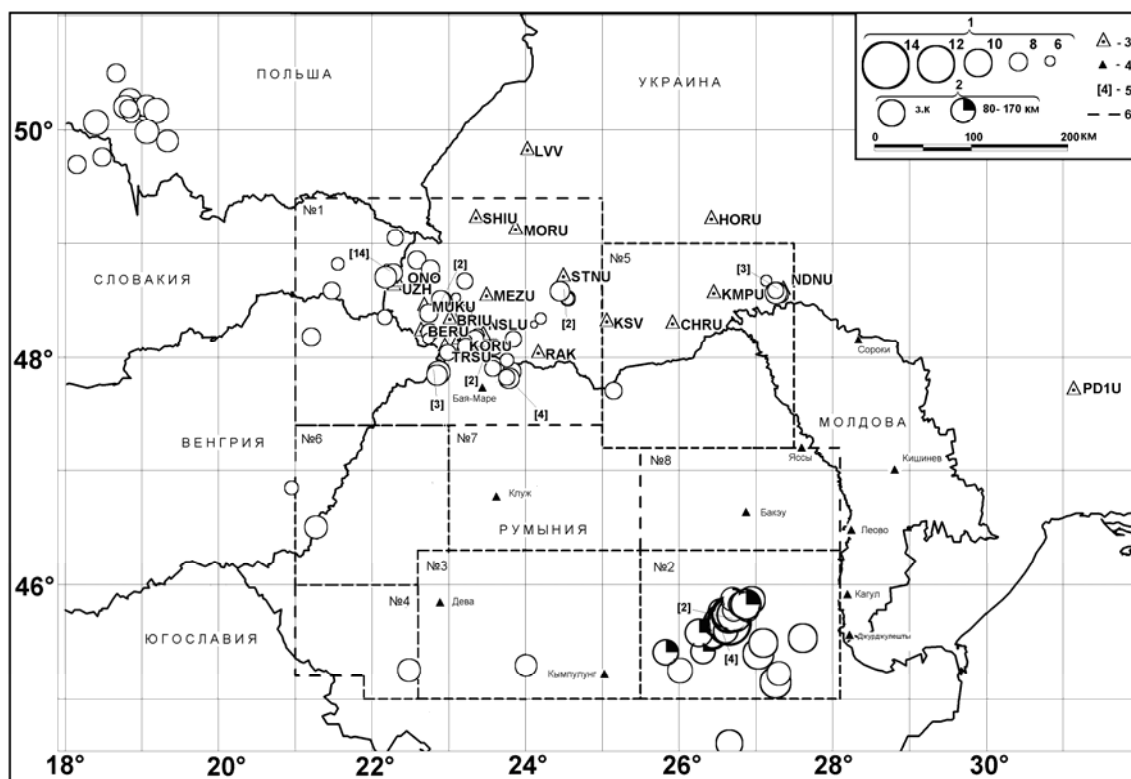 1
14 12 10 8 6
2
з.к 80- 170 км
0 100 200
КМ
- 3
- 4
[4] - 5
- 6
ПОЛЬША
УКРАИНА
50°
LVV
№1
SHIU
MORU
HORU
[14]
[2]
№5
[3]
СЛОВАКИЯ
ONO
UZH
STNU
NDNU
MEZU
KMPU
MUKU
[2]
BRIU
NSLU
KSV
CHRU
BERU
48°
KORU
TRSU
RAK
Сороки
[2]
[3]
Бая-Маре
[4]
PD1U
МОЛДОВА
ВЕНГРИЯ
№6
№7
№8
Яссы
Кишинев
Клуж
РУМЫНИЯ
Бакэу
Леово
46°
№3
№2
№4
Дева
[2]
Кагул
ЮГОСЛАВИЯ
[4]
Джурджулешты
Кымпулунг
18° 20° 22° 24° 26° 28° 30°